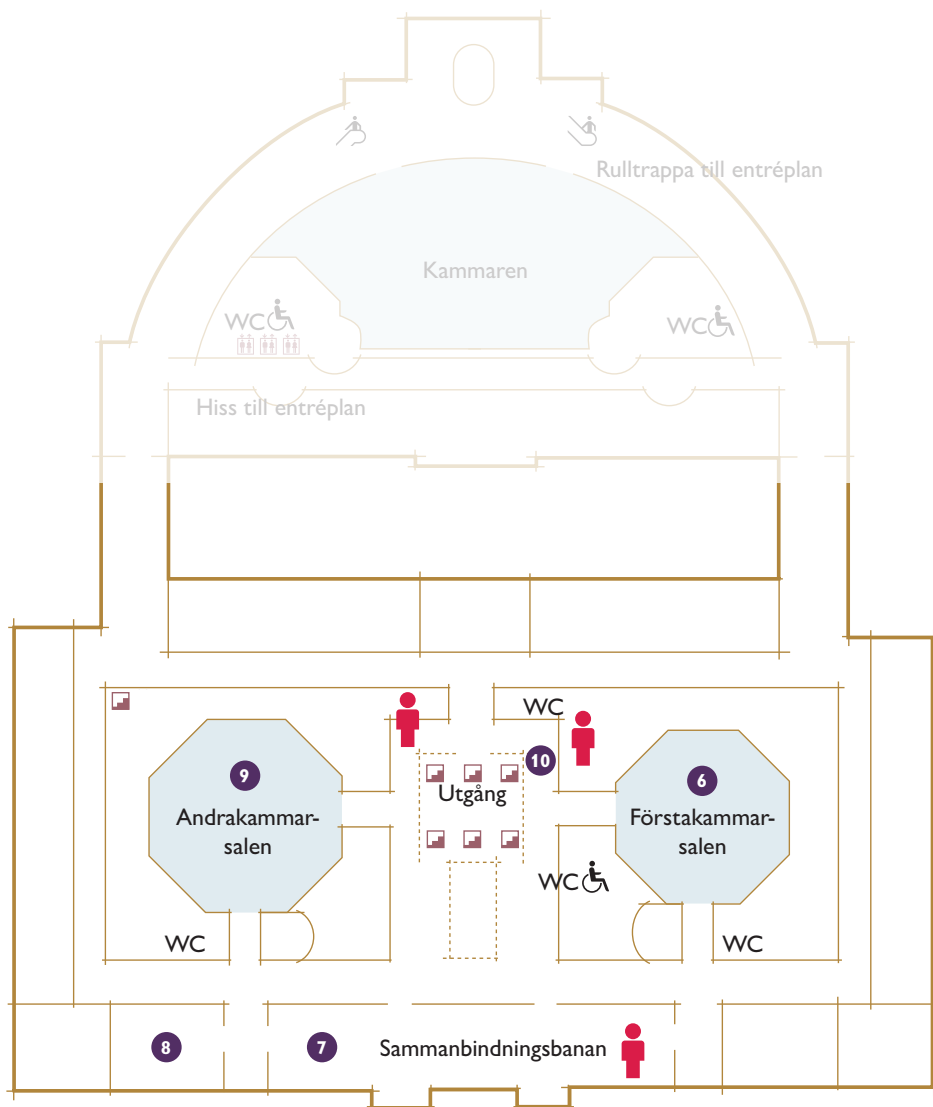 Rulltrappa till entréplan
Kammaren
WC
WC
Hiss till entréplan
WC
10
9
6
Utgång
Andrakammar-
salen
Förstakammar-
salen
WC
WC
WC
8
7
Sammanbindningsbanan